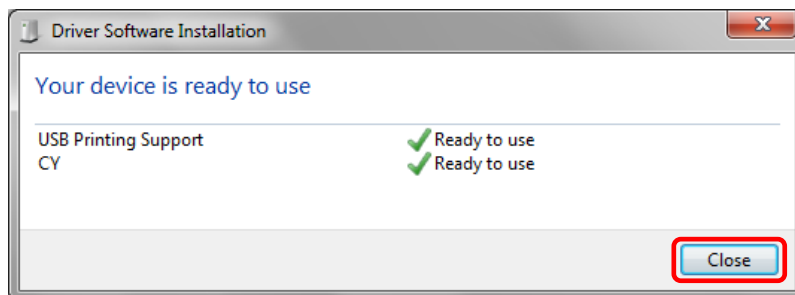 Driver Software Installation
Your device is ready to use
USB Printing Support Ready to use
CY Ready to use
Close